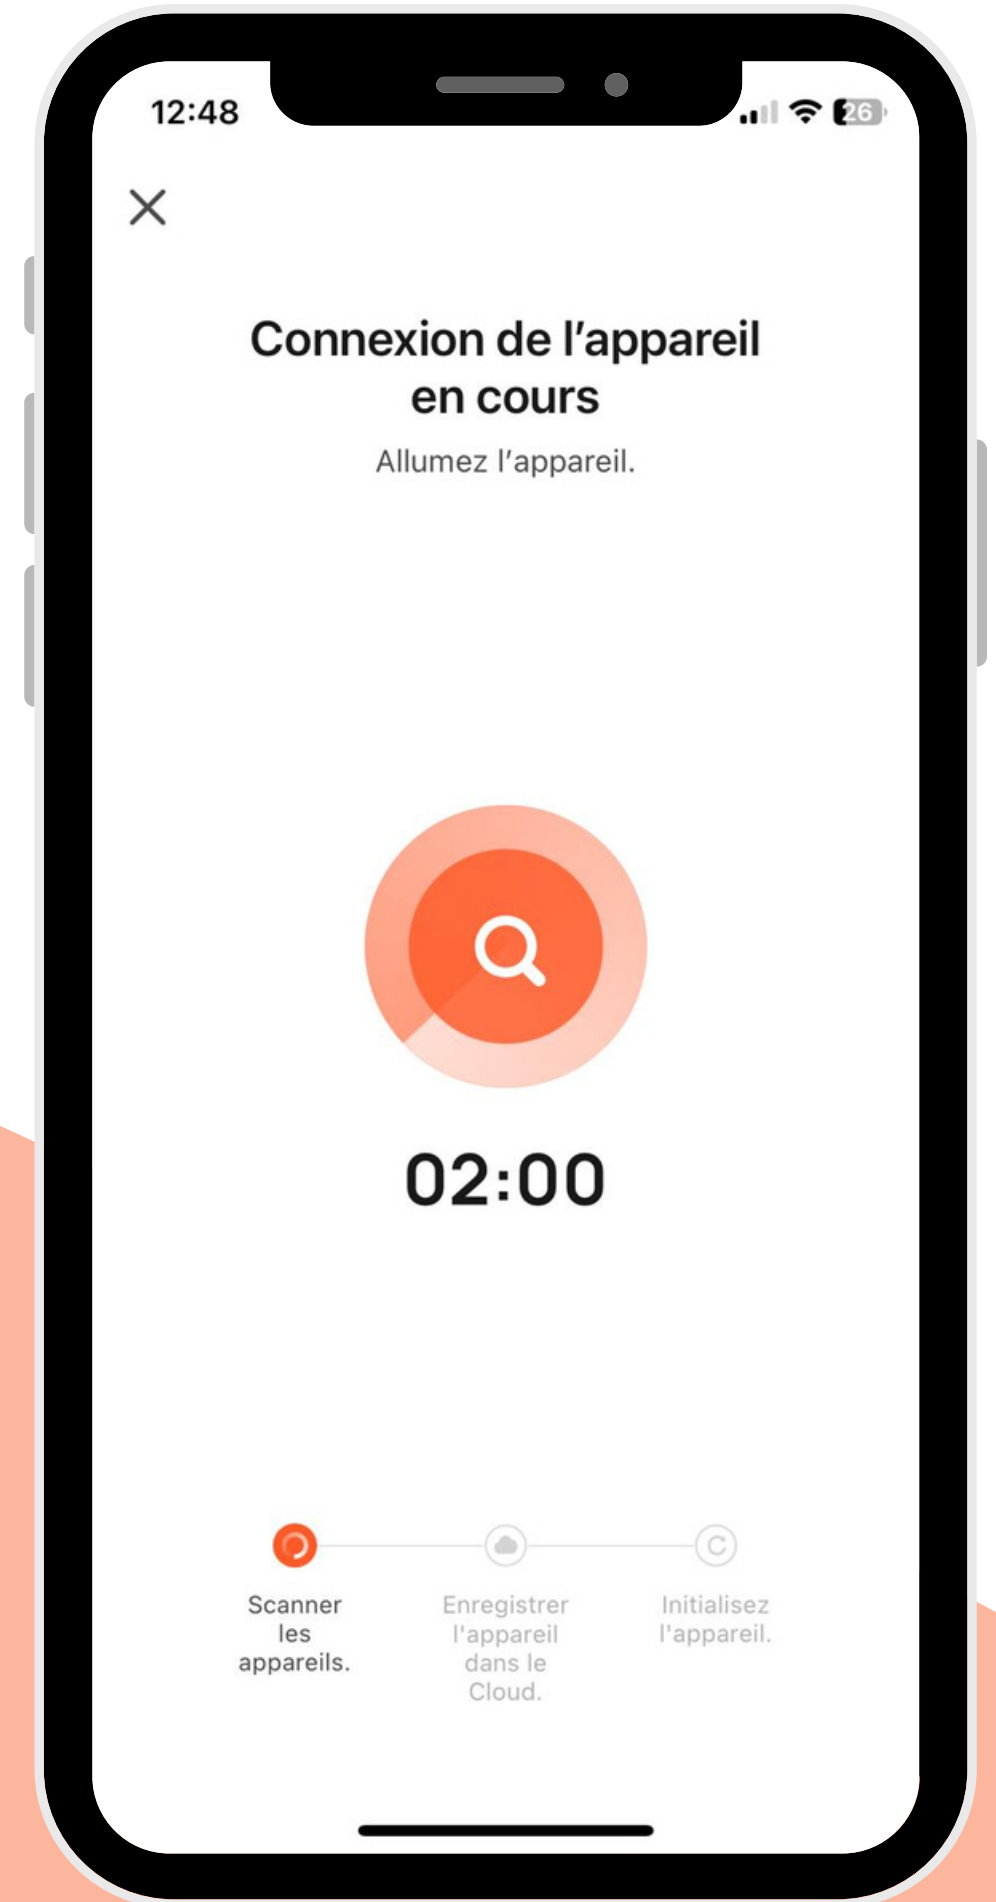 12:48
26
Connexion de l’appareil
en cours
Allumez l’appareil.
02:00
Scanner
les
appareils.
Enregistrer
l'appareil
dans le
Cloud.
Initialisez
l'appareil.